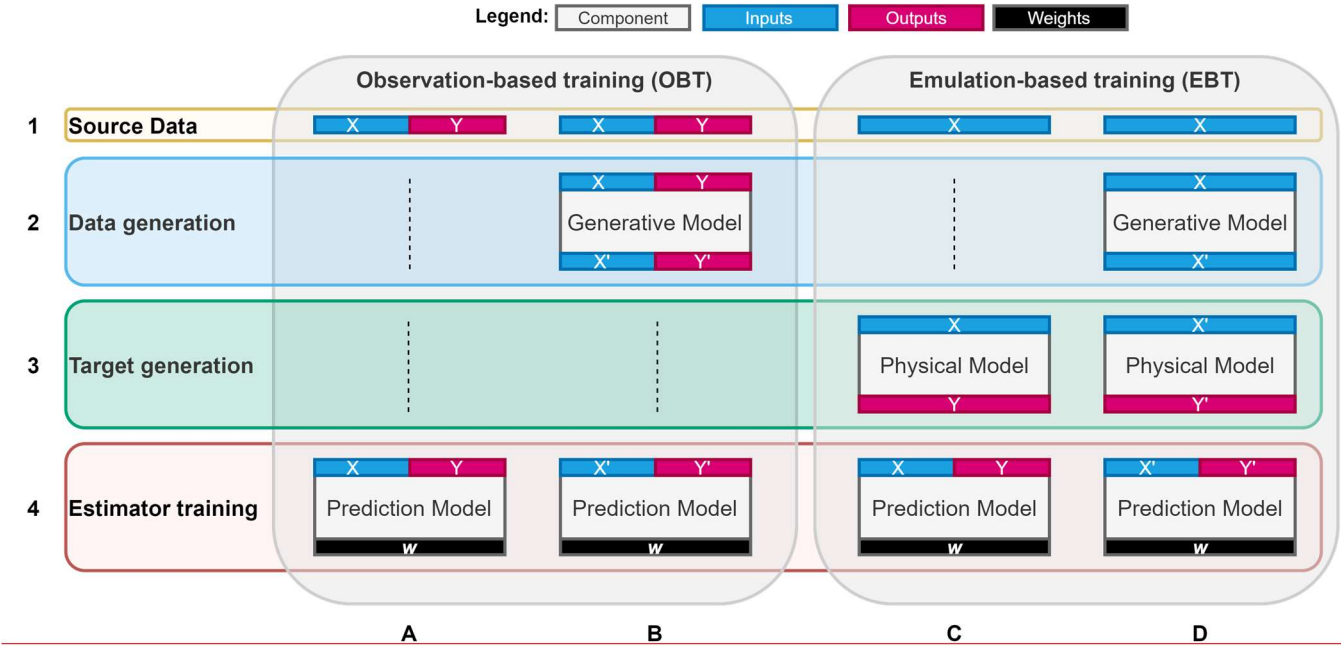 Legend: Component Inputs Outputs Weights
Observation-based training (OBT) Emulation-based training (EBT)
1 Source Data X Y X Y X X
X Y X
2 Data generation Generative Model Generative Model
X' Y' X'
X X'
3 Target generation Physical Model Physical Model
Y Y'
X Y X' Y' X Y X' Y'
4 Estimator training Prediction Model Prediction Model Prediction Model Prediction Model
w w w w
A B C D